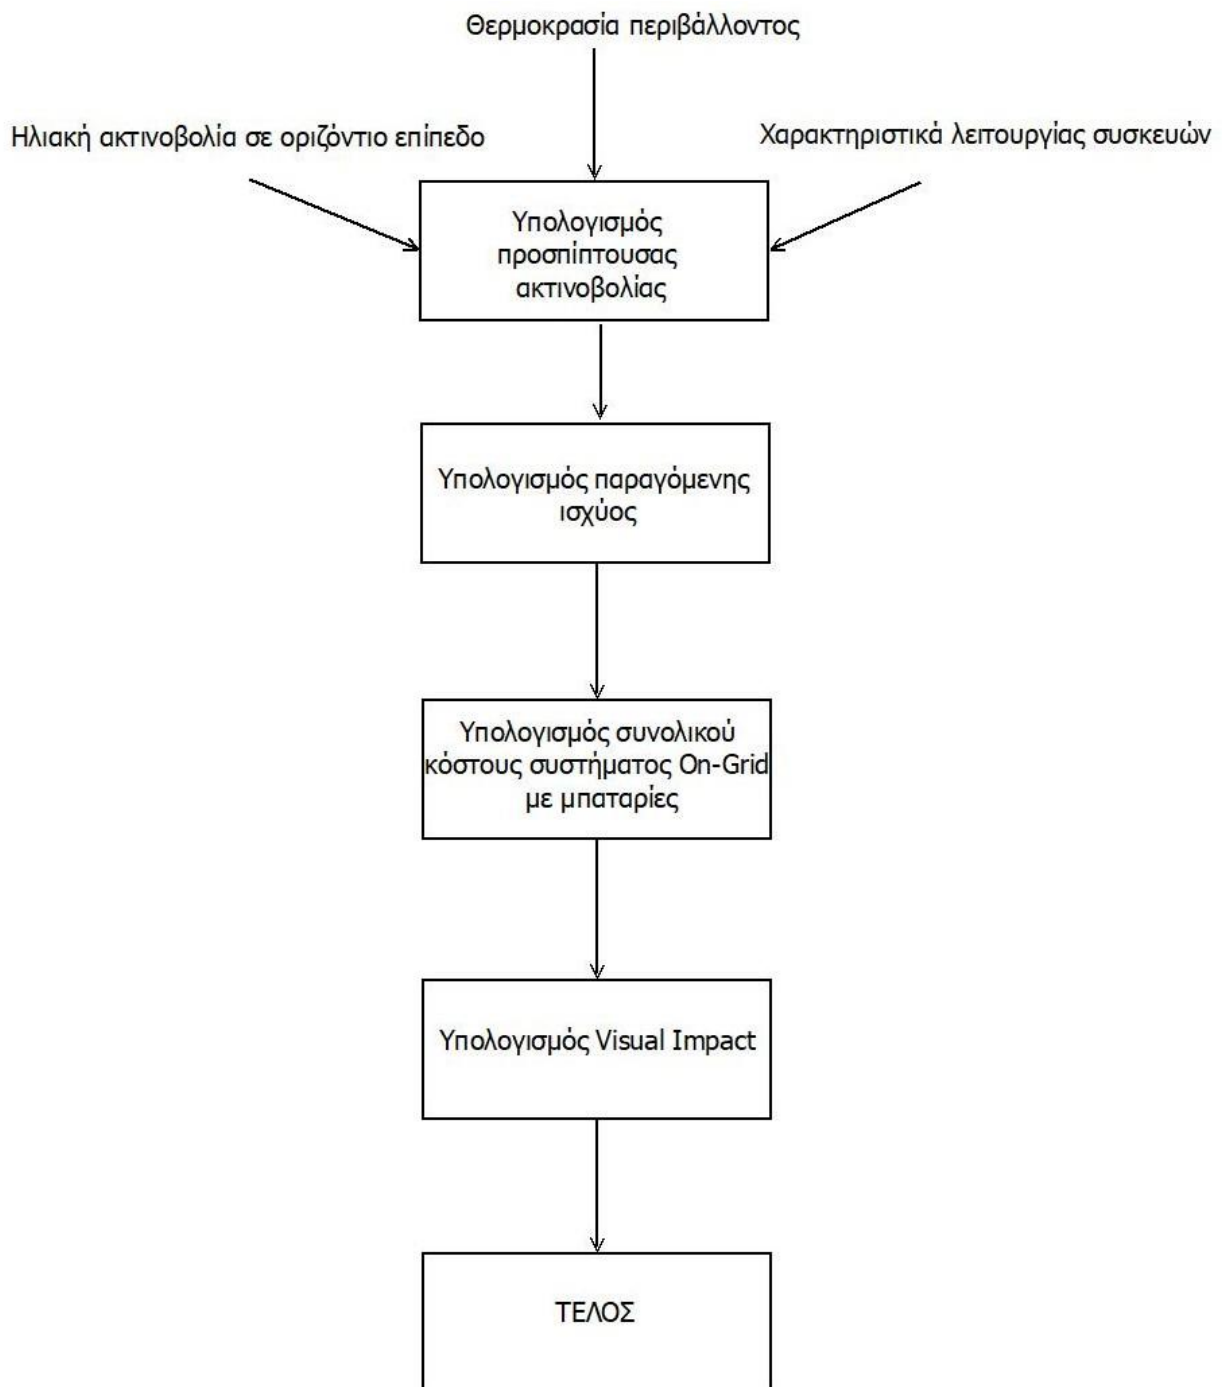 Θερμοκρασία περιβάλλοντος
Ηλιακή ακτινοβολία σε οριζόντιο επίπεδο
Χαρακτηριστικά λειτουργίας συσκευών
Υπολογισμός
προσπίπτουσας
ακτινοβολίας
Υπολογισμός παραγόμενης
ισχύος
Υπολογισμός συνολικού
κόστους συστήματος On-Grid
με μπαταρίες
Υπολογισμός Visual Impact
ΤΕΛΟΣ